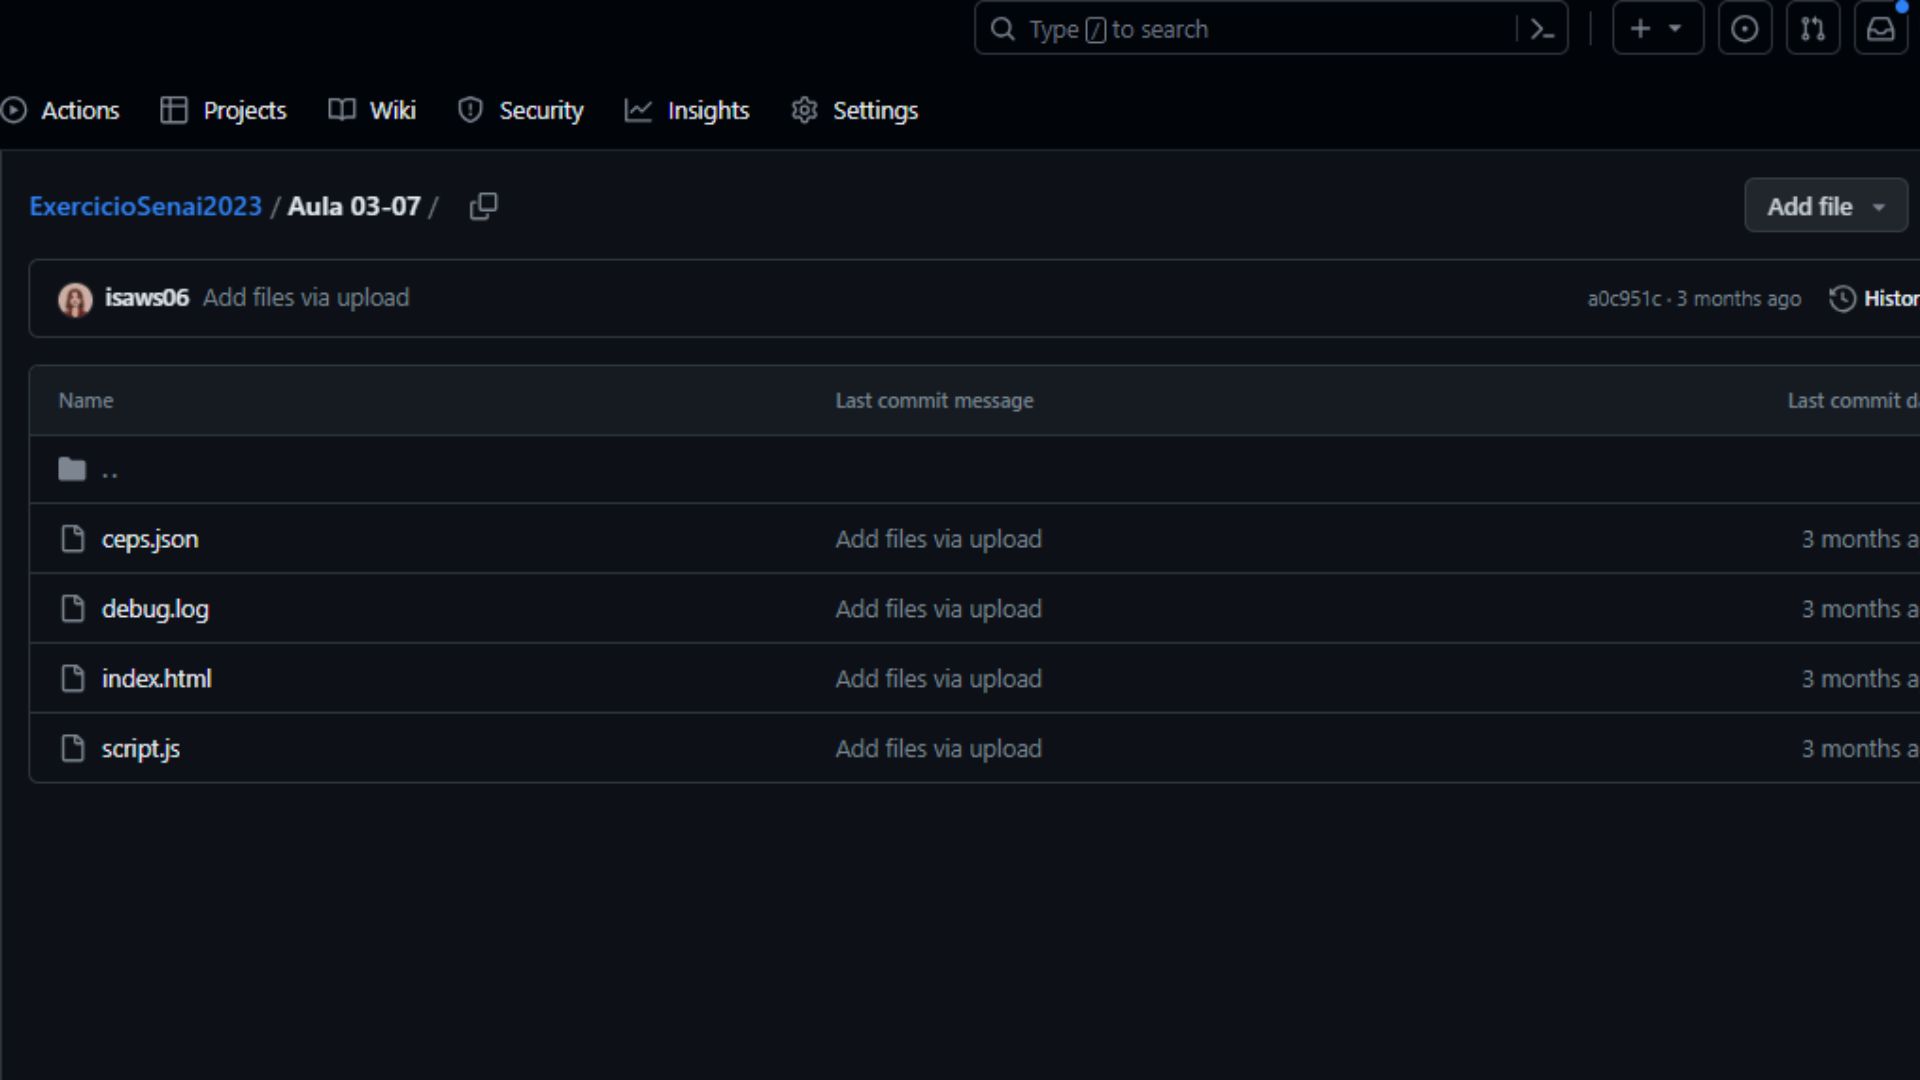 Type / to search
Actions Projects Wiki Security Insights Settings
ExercicioSenai2023 / Aula 03-07 /
Add file
isaws06 Add files via upload a0c951c · 3 months ago Histor
Name Last commit message Last commit da
..
ceps.json Add files via upload 3 months a
debug.log Add files via upload 3 months a
index.html Add files via upload 3 months a
script.js Add files via upload 3 months a